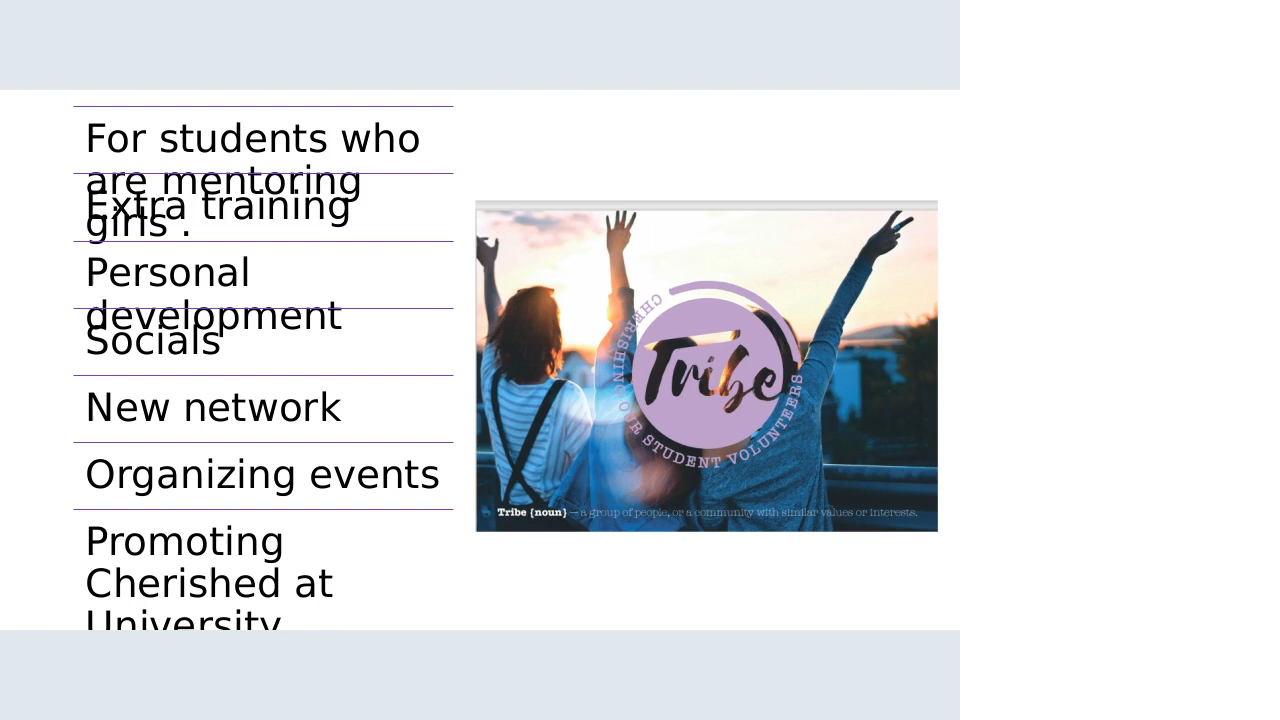 For students who
are mentoring
girls .
Extra training
Personal
development
Socials
New network
Organizing events
Promoting
Cherished at
University
CHERISHING OUR STUDENT VOLUNTEERS
Tribe
Tribe {noun} – a group of people, or a community with similar values or interests.